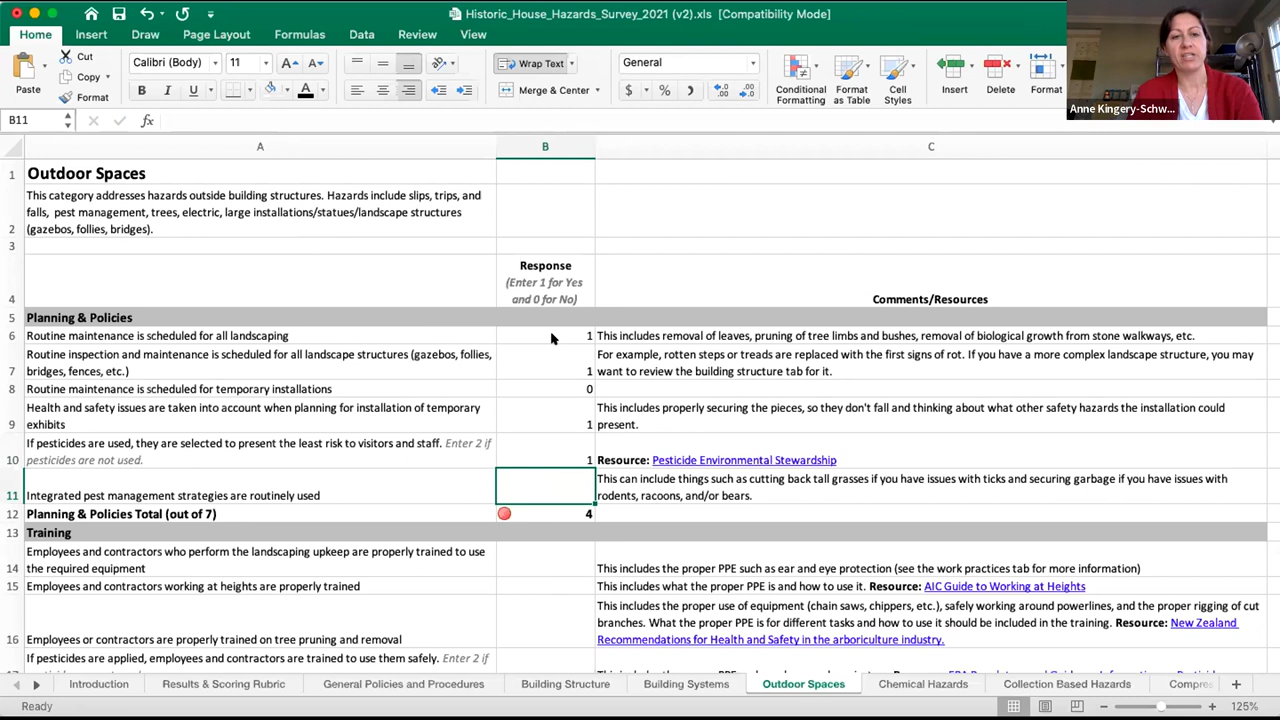 Historic_House_Hazards_Survey_2021 (v2).xls [Compatibility Mode]
Home Insert Draw Page Layout Formulas Data Review View
Paste
Cut
Copy
Format
Calibri (Body) 11
B I U
Wrap Text
Merge & Center
General
$ %
Conditional Formatting
Format as Table
Cell Styles
Insert
Delete
Format
Anne Kingery-Schw...
B11 fx
A B C
1 Outdoor Spaces
This category addresses hazards outside building structures. Hazards include slips, trips, and
falls, pest management, trees, electric, large installations/statues/landscape structures
2 (gazebos, follies, bridges).
3
Response
(Enter 1 for Yes
4 and 0 for No) Comments/Resources
5 Planning & Policies
6 Routine maintenance is scheduled for all landscaping 1 This includes removal of leaves, pruning of tree limbs and bushes, removal of biological growth from stone walkways, etc.
Routine inspection and maintenance is scheduled for all landscape structures (gazebos, follies, For example, rotten steps or treads are replaced with the first signs of rot. If you have a more complex landscape structure, you may
7 bridges, fences, etc.) 1 want to review the building structure tab for it.
8 Routine maintenance is scheduled for temporary installations 0
Health and safety issues are taken into account when planning for installation of temporary This includes properly securing the pieces, so they don't fall and thinking about what other safety hazards the installation could
9 exhibits 1 present.
If pesticides are used, they are selected to present the least risk to visitors and staff. Enter 2 if
10 pesticides are not used. 1 Resource: Pesticide Environmental Stewardship
This can include things such as cutting back tall grasses if you have issues with ticks and securing garbage if you have issues with
11 Integrated pest management strategies are routinely used rodents, racoons, and/or bears.
12 Planning & Policies Total (out of 7) 4
13 Training
Employees and contractors who perform the landscaping upkeep are properly trained to use
14 the required equipment This includes the proper PPE such as ear and eye protection (see the work practices tab for more information)
15 Employees and contractors working at heights are properly trained This includes what the proper PPE is and how to use it. Resource: AIC Guide to Working at Heights
This includes the proper use of equipment (chain saws, chippers, etc.), safely working around powerlines, and the proper rigging of cut
branches. What the proper PPE is for different tasks and how to use it should be included in the training. Resource: New Zealand
16 Employees or contractors are properly trained on tree pruning and removal Recommendations for Health and Safety in the arboriculture industry.
If pesticides are applied, employees and contractors are trained to use them safely. Enter 2 if
Introduction Results & Scoring Rubric General Policies and Procedures Building Structure Building Systems Outdoor Spaces Chemical Hazards Collection Based Hazards Compres
Ready 125%